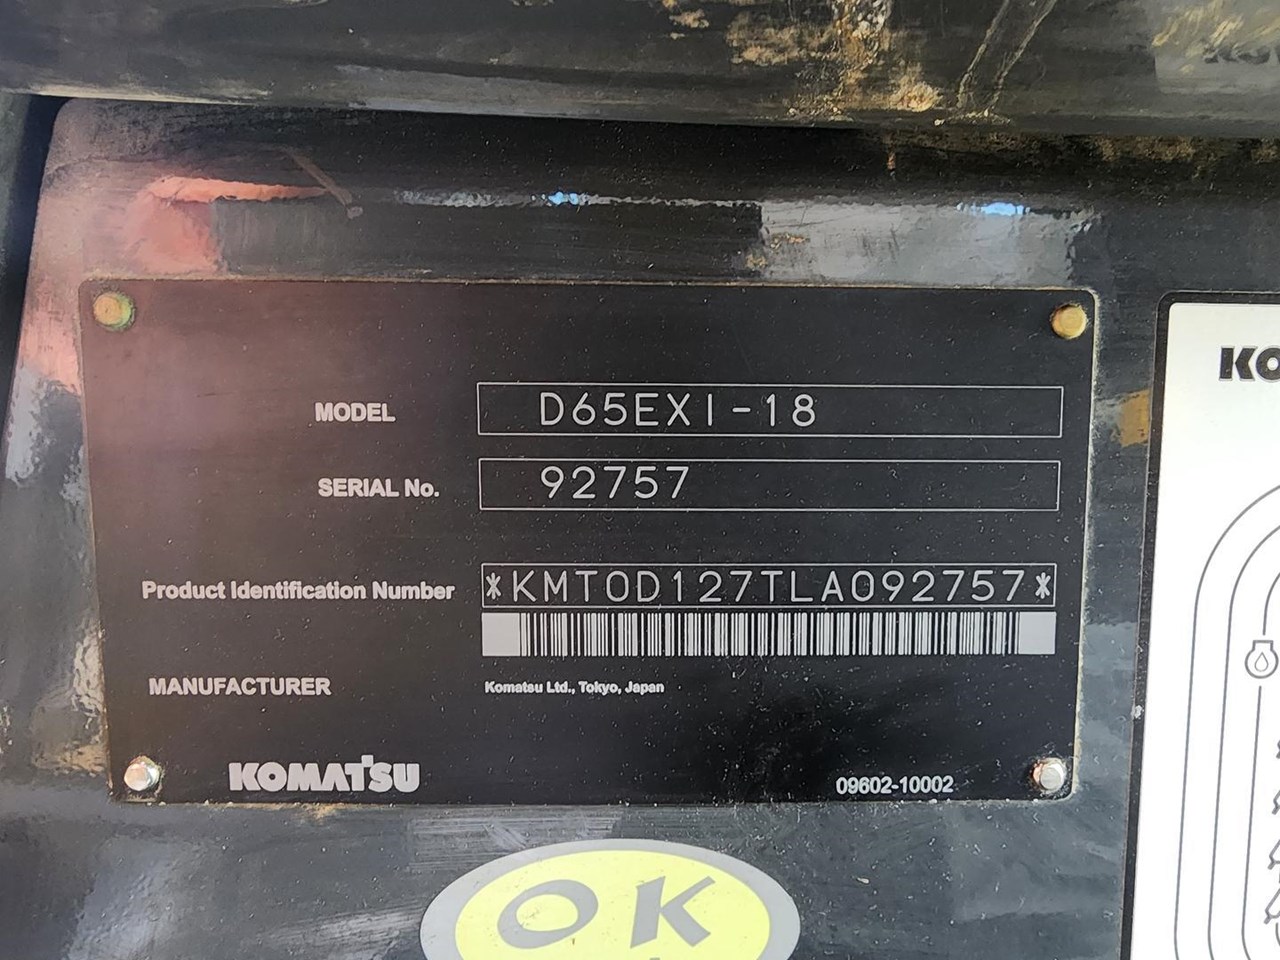 MODEL D65EXI-18
SERIAL No. 92757
Product Identification Number *KMT0D127TLA092757*
MANUFACTURER Komatsu Ltd., Tokyo, Japan
KOMATSU 09602-10002
KO
OK